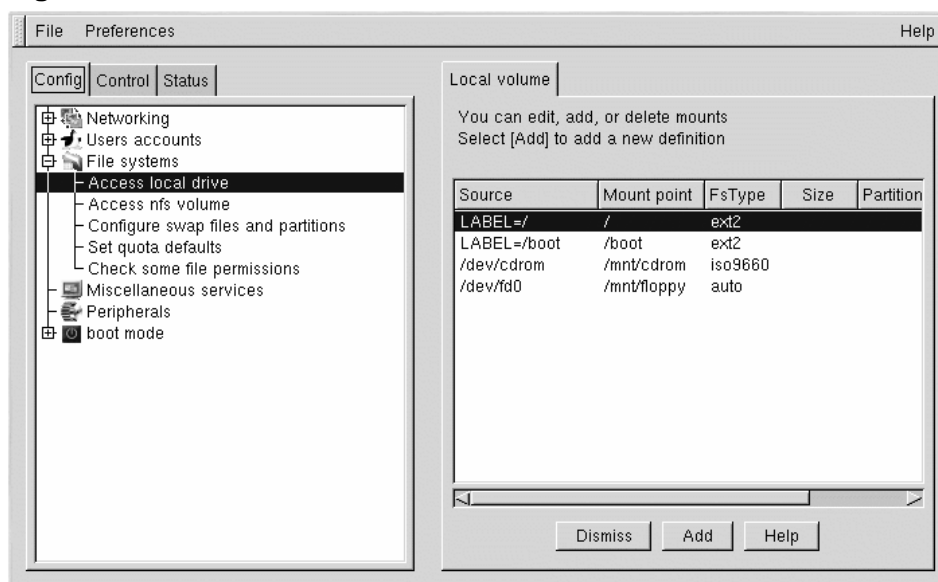 File Preferences Help
Config Control Status
Networking
Users accounts
File systems
Access local drive
Access nfs volume
Configure swap files and partitions
Set quota defaults
Check some file permissions
Miscellaneous services
Peripherals
boot mode
Local volume
You can edit, add, or delete mounts
Select [Add] to add a new definition
Source Mount point FsType Size Partition
LABEL=/ / ext2
LABEL=/boot /boot ext2
/dev/cdrom /mnt/cdrom iso9660
/dev/fd0 /mnt/floppy auto
Dismiss Add Help